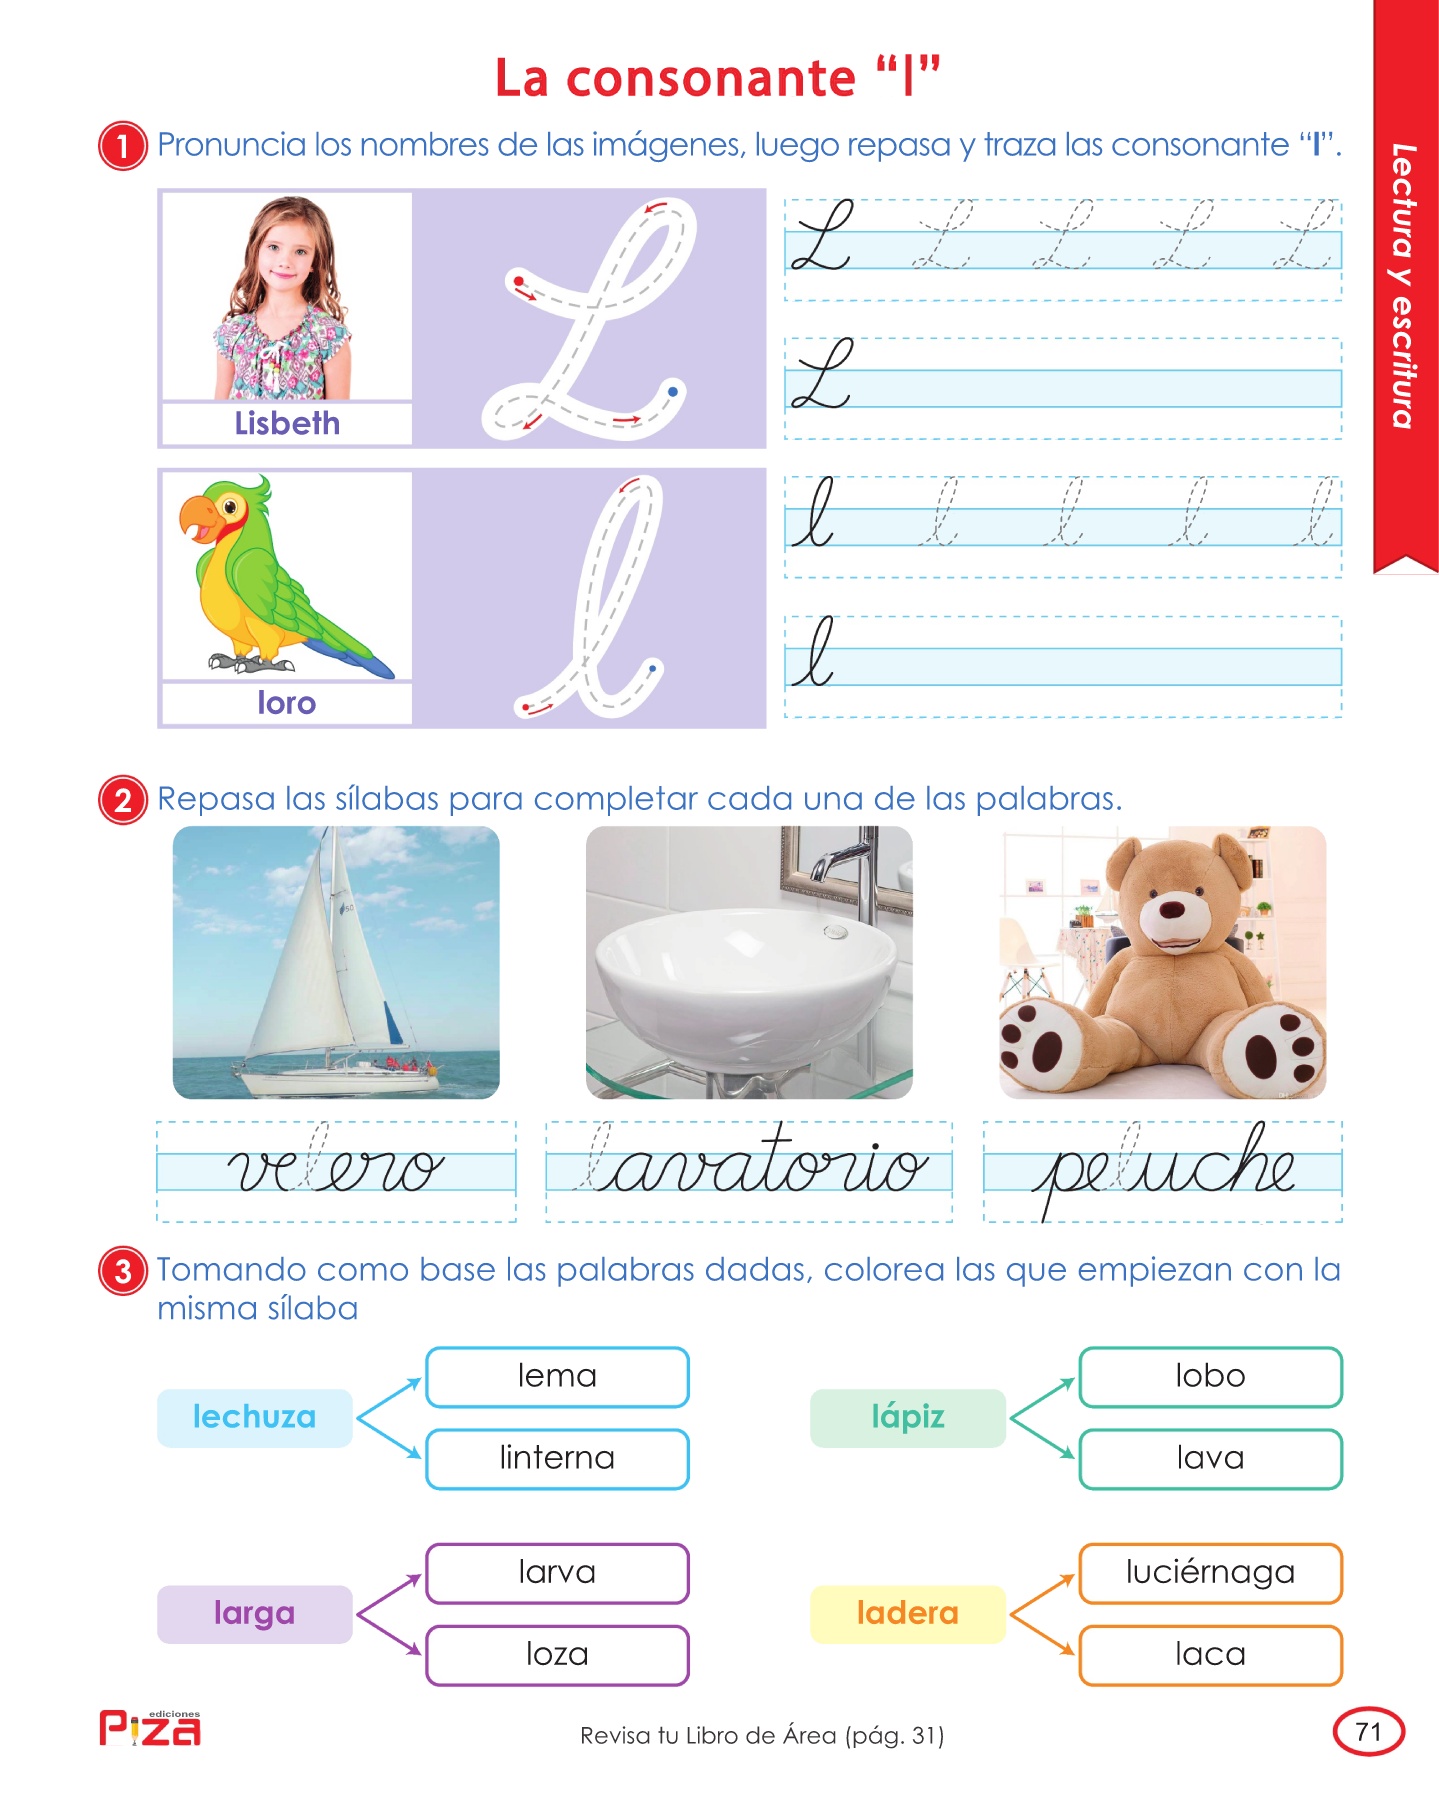 La consonante “l”
Lectura y escritura
1 Pronuncia los nombres de las imágenes, luego repasa y traza las consonante “l”.
L L L L L
Lisbeth
L
l l l l l
loro
l
2 Repasa las sílabas para completar cada una de las palabras.
velero lavatorio peluche
3 Tomando como base las palabras dadas, colorea las que empiezan con la
misma sílaba
lechuza
lema
linterna
lápiz
lobo
lava
larga
larva
loza
ladera
luciérnaga
laca
ediciones
Piza
Revisa tu Libro de Área (pág. 31)
71